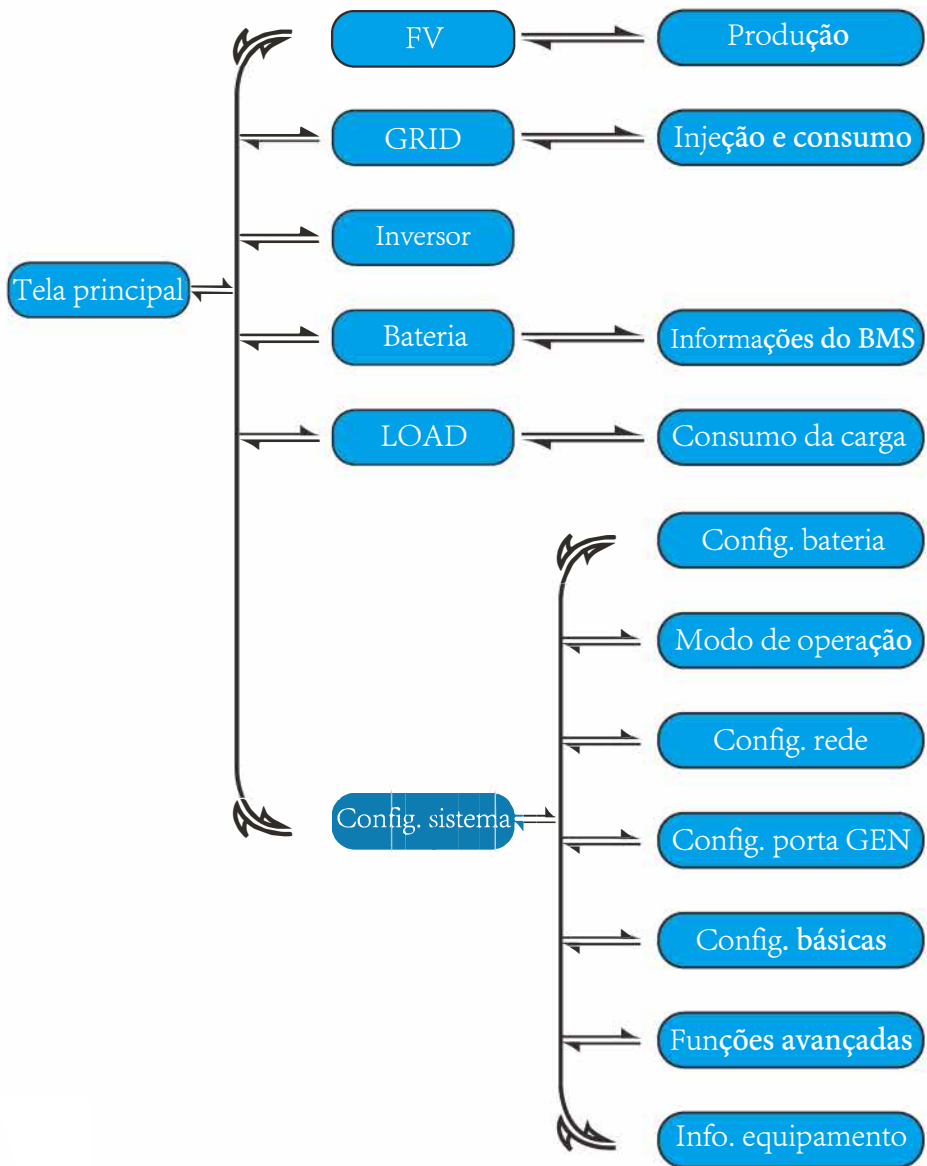 FV
Produção
GRID
Injeção e consumo
Inversor
Tela principal
Bateria
Informações do BMS
LOAD
Consumo da carga
Config. bateria
Modo de operação
Config. rede
Config. sistema
Config. porta GEN
Config. básicas
Funções avançadas
Info. equipamento